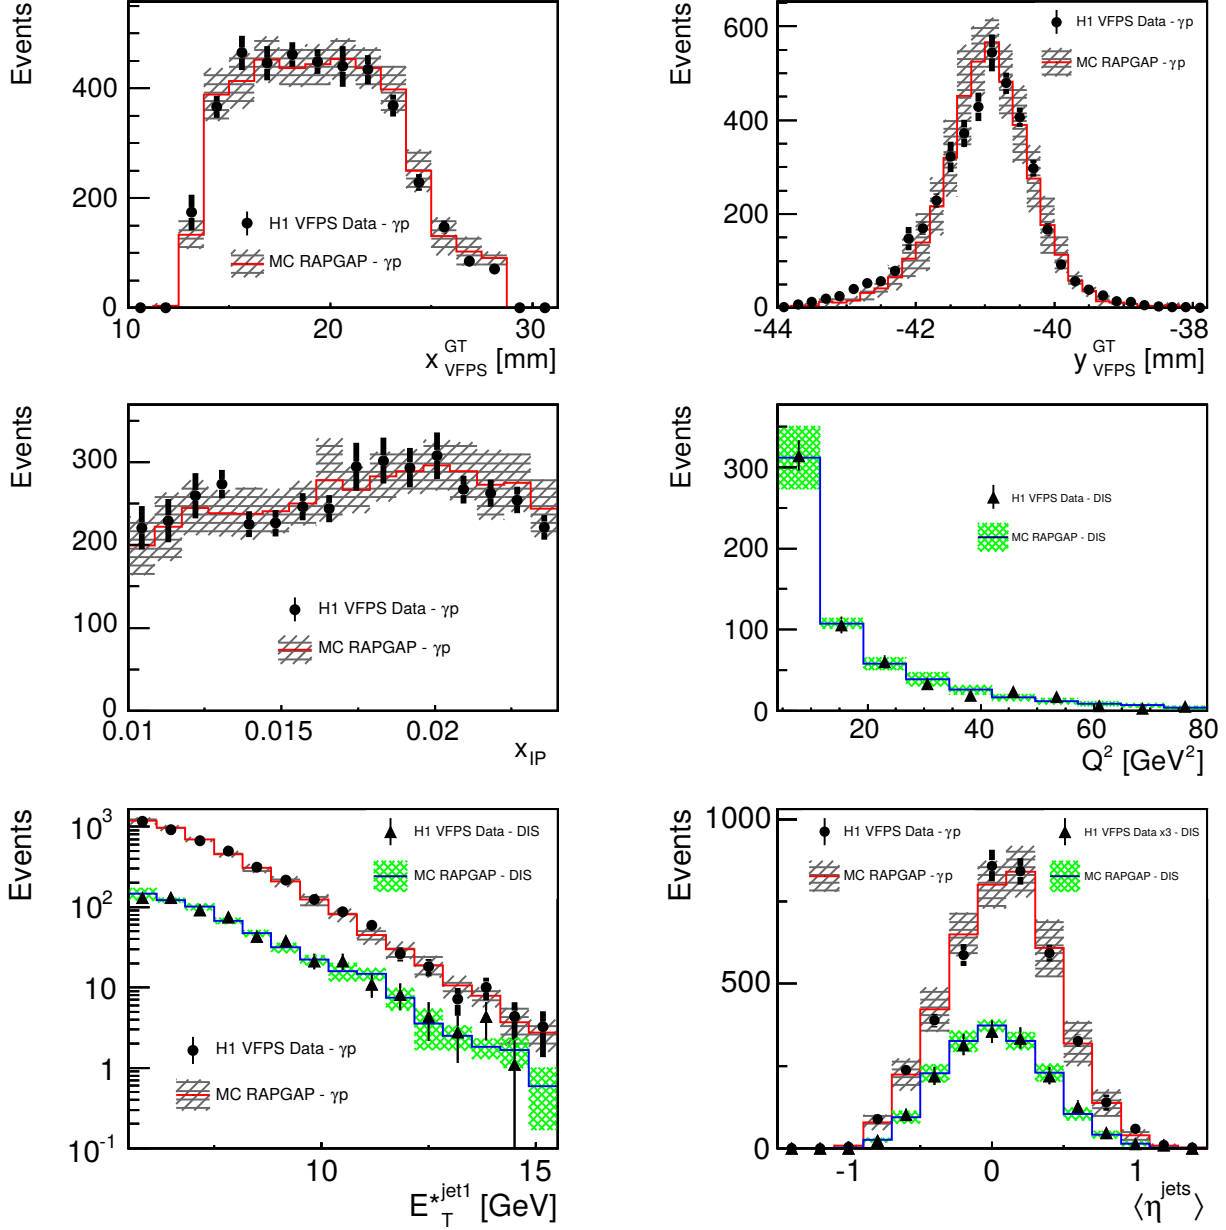 Events
400
200
0
10
20
30
H1 VFPS Data - γp
MC RAPGAP - γp
x VFPS GT [mm]
Events
600
400
200
0
-44
-42
-40
-38
H1 VFPS Data - γp
MC RAPGAP - γp
y VFPS GT [mm]
Events
300
200
100
0
0.01
0.015
0.02
H1 VFPS Data - γp
MC RAPGAP - γp
x IP
Events
300
200
100
0
20
40
60
80
H1 VFPS Data - DIS
MC RAPGAP - DIS
Q² [GeV²]
Events
10³
10²
10
1
10⁻¹
10
15
H1 VFPS Data - DIS
MC RAPGAP - DIS
H1 VFPS Data - γp
MC RAPGAP - γp
E* T jet1 [GeV]
Events
1000
500
0
-1
0
1
H1 VFPS Data - γp
MC RAPGAP - γp
H1 VFPS Data x3 - DIS
MC RAPGAP - DIS
⟨η jets⟩